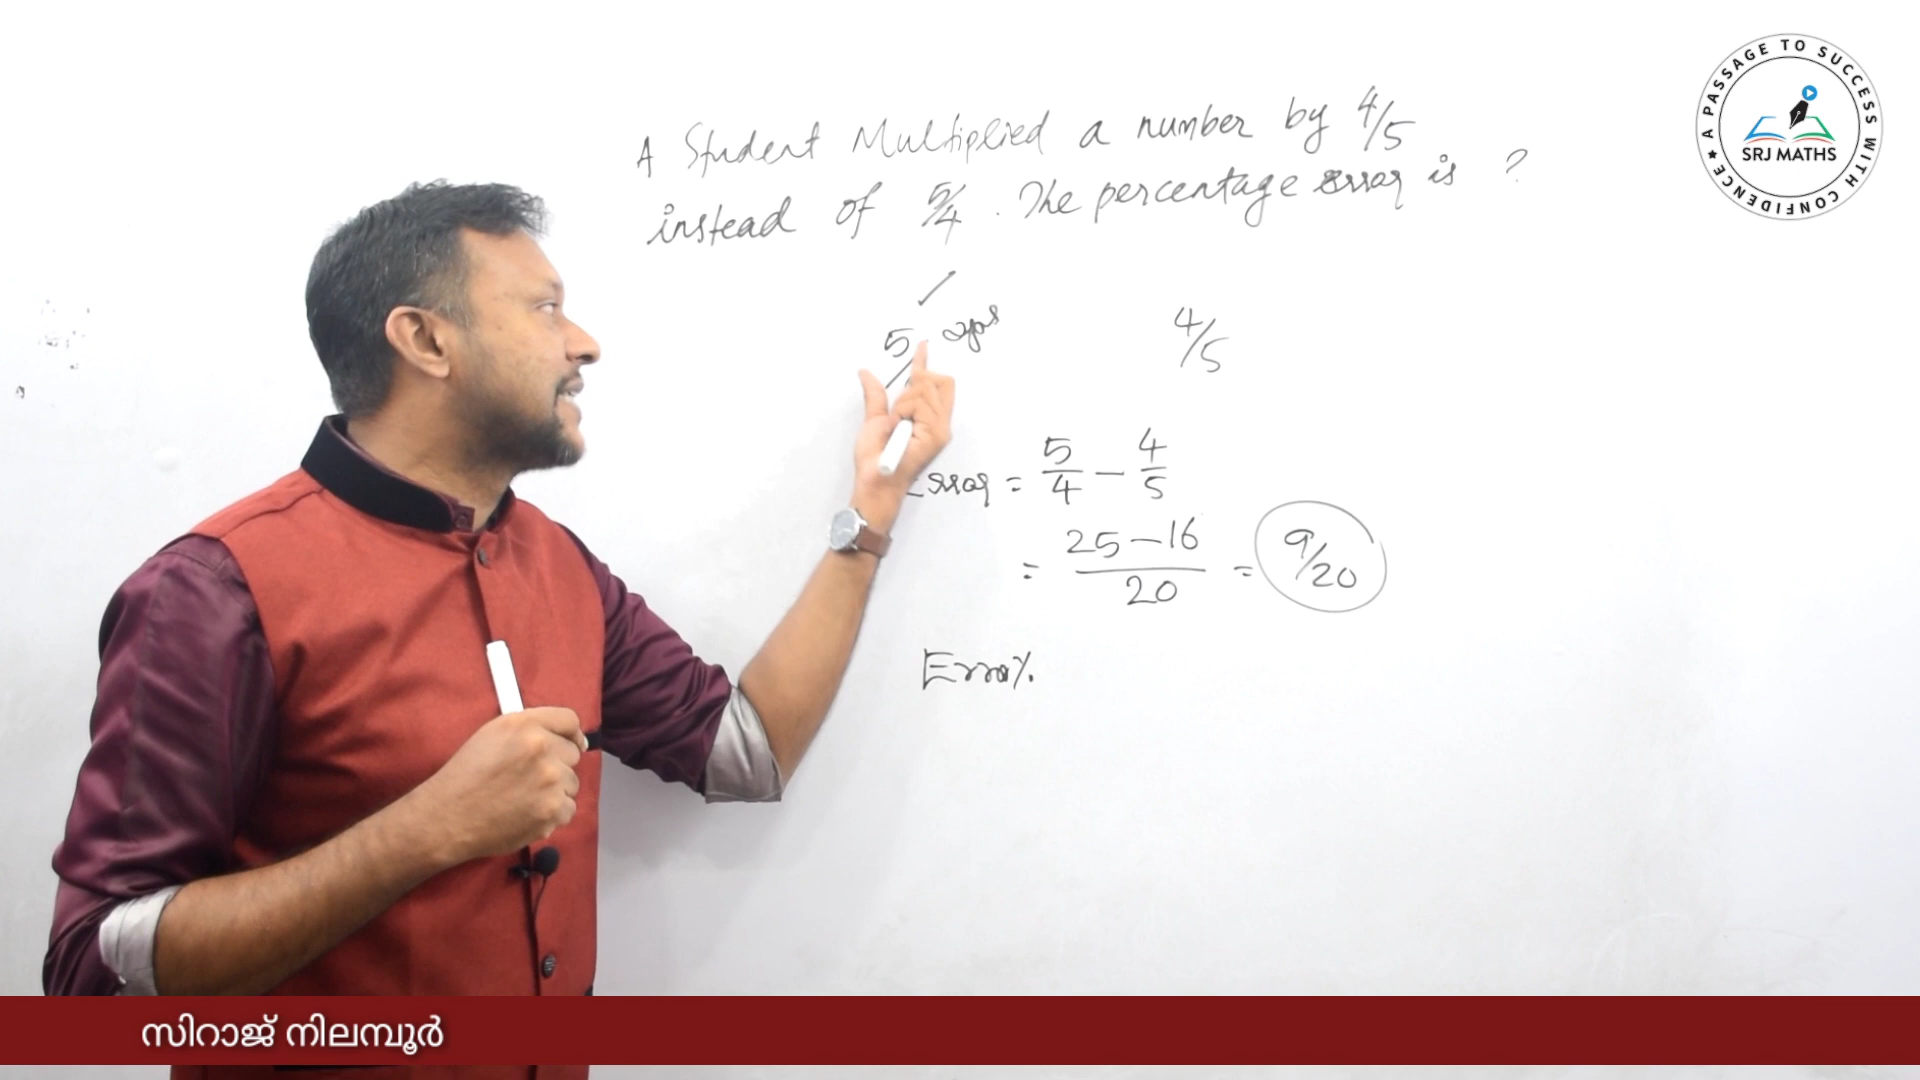 A Student Multiplied a number by 4/5
instead of 5/4. The percentage error is ?
A PASSAGE TO SUCCESS WITH CONFIDENCE
SRJ MATHS
5
4/5
Error = 5/4 - 4/5
= 25-16/20 = 9/20
Error%
സിറാജ് നിലമ്പൂർ